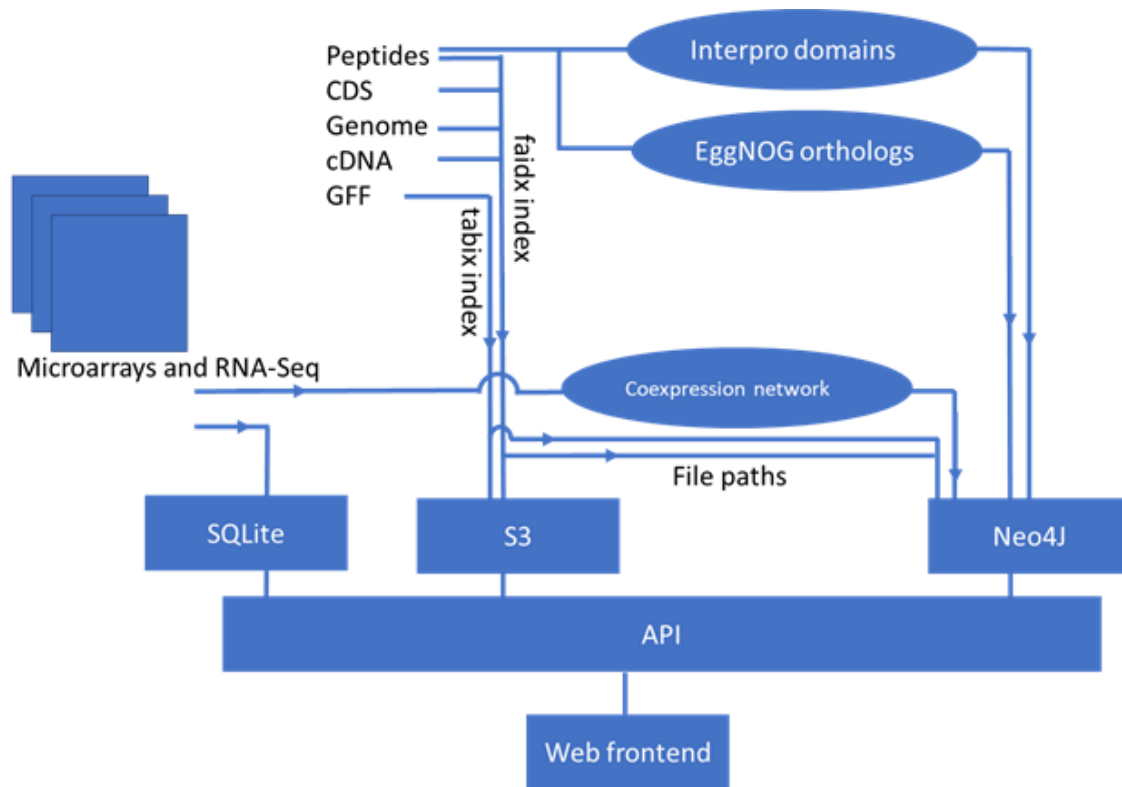 Peptides
CDS
Genome
cDNA
GFF
Interpro domains
EggNOG orthologs
faidx index
tabix index
Microarrays and RNA-Seq
Coexpression network
File paths
SQLite
S3
Neo4J
API
Web frontend